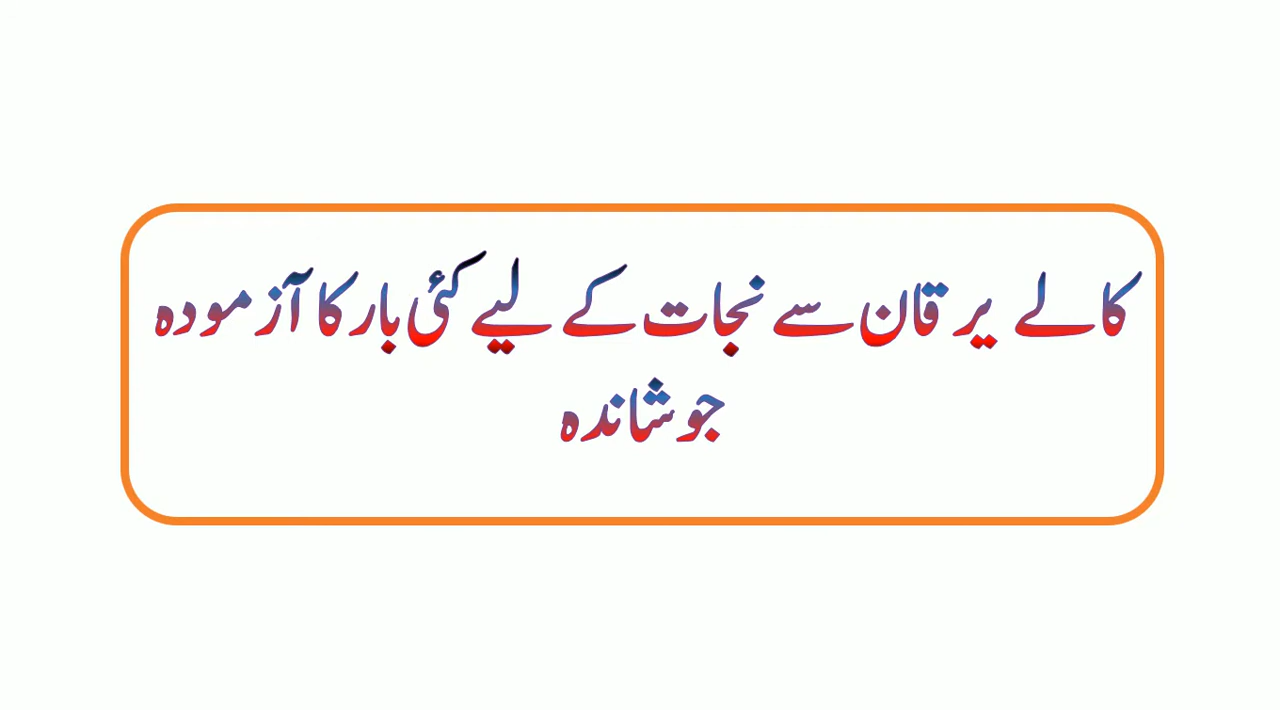 کالے یرقان سے نجات کے لیے کئی بار کا آزمودہ
جوشاندہ